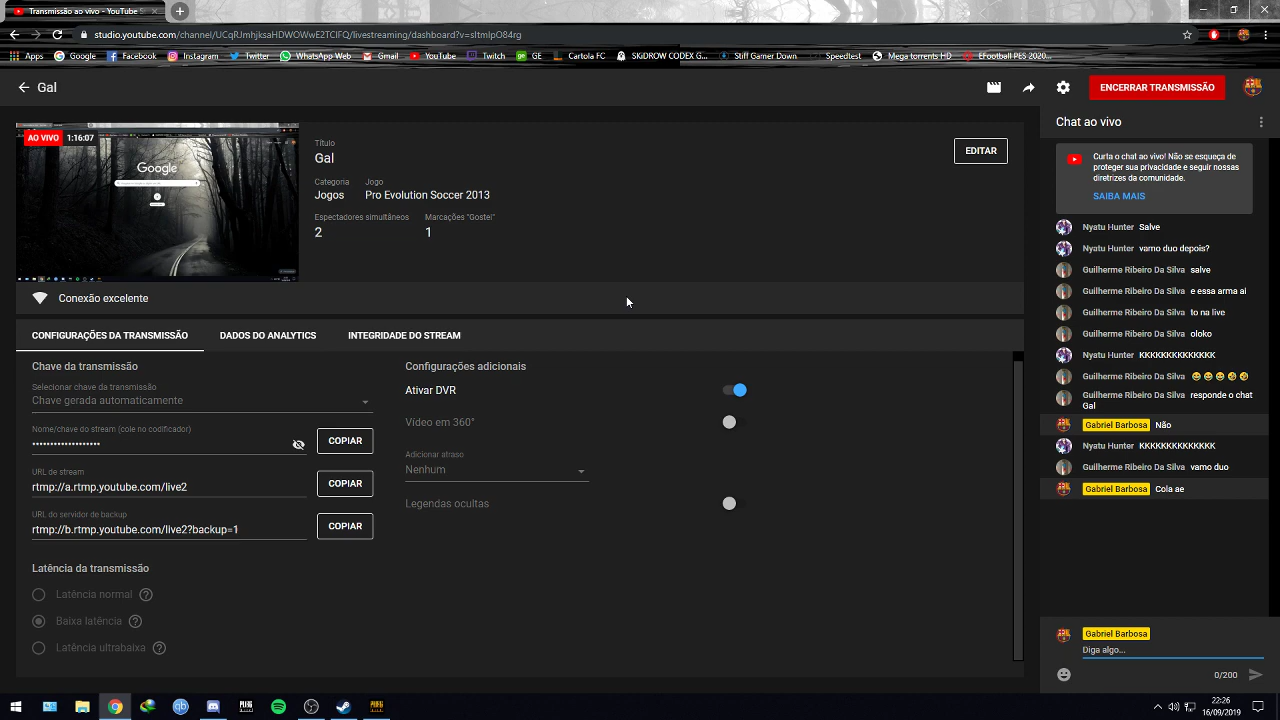 Transmissão ao vivo - YouTube S
studio.youtube.com/channel/UCqRJmhjksaHDWOWwE2TClFQ/livestreaming/dashboard?v=sItmlpO84rg
Apps Google Facebook Instagram Twitter WhatsApp Web Gmail YouTube Twitch GE Cartola FC SKiDROW CODEX G... Stiff Gamer Down Speedtest Mega torrents HD EFootball PES 2020...
Gal
ENCERRAR TRANSMISSÃO
AO VIVO 1:16:07
Google
Título
Gal
EDITAR
Categoria Jogo
Jogos Pro Evolution Soccer 2013
Espectadores simultâneos Marcações "Gostei"
2 1
Conexão excelente
CONFIGURAÇÕES DA TRANSMISSÃO DADOS DO ANALYTICS INTEGRIDADE DO STREAM
Chave da transmissão
Selecionar chave da transmissão
Chave gerada automaticamente
Nome/chave do stream (cole no codificador)
•••••••••••••••••••
COPIAR
URL de stream
rtmp://a.rtmp.youtube.com/live2
COPIAR
URL do servidor de backup
rtmp://b.rtmp.youtube.com/live2?backup=1
COPIAR
Latência da transmissão
Latência normal
Baixa latência
Latência ultrabaixa
Configurações adicionais
Ativar DVR
Vídeo em 360°
Adicionar atraso
Nenhum
Legendas ocultas
Chat ao vivo
Curta o chat ao vivo! Não se esqueça de
proteger sua privacidade e seguir nossas
diretrizes da comunidade.
SAIBA MAIS
Nyatu Hunter Salve
Nyatu Hunter vamo duo depois?
Guilherme Ribeiro Da Silva salve
Guilherme Ribeiro Da Silva e essa arma ai
Guilherme Ribeiro Da Silva to na live
Guilherme Ribeiro Da Silva oloko
Nyatu Hunter KKKKKKKKKKKKK
Guilherme Ribeiro Da Silva 😂😂😂🤣🤣
Guilherme Ribeiro Da Silva responde o chat
Gal
Gabriel Barbosa Não
Nyatu Hunter KKKKKKKKKKKKK
Guilherme Ribeiro Da Silva vamo duo
Gabriel Barbosa Cola ae
Gabriel Barbosa
Diga algo...
0/200
22:26
16/09/2019